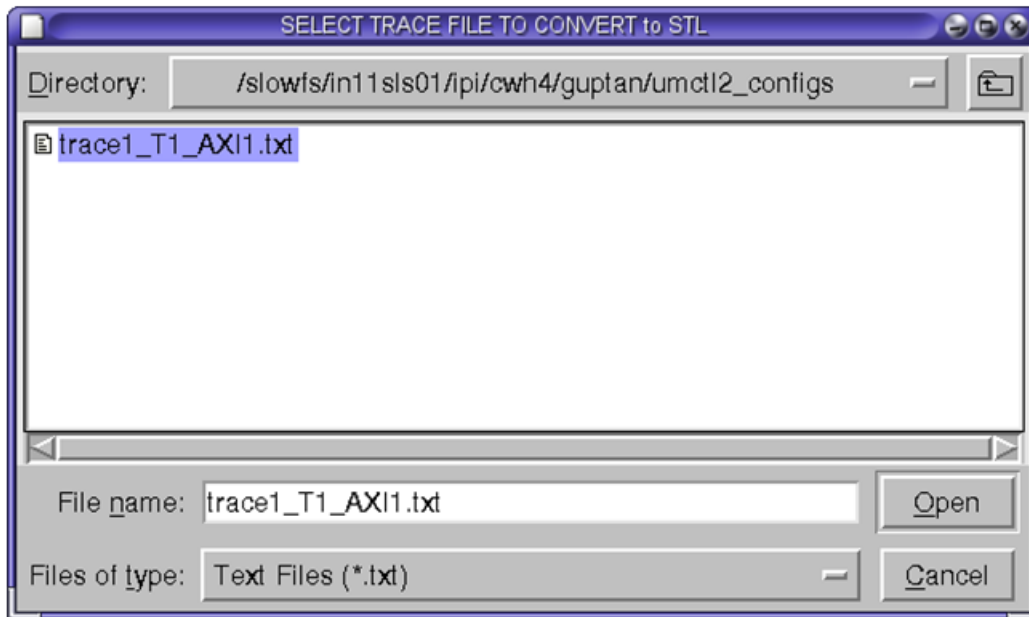 SELECT TRACE FILE TO CONVERT to STL
Directory: /slowfs/in11sls01/ipi/cwh4/guptan/umctl2_configs
trace1_T1_AXI1.txt
File name: trace1_T1_AXI1.txt Open
Files of type: Text Files (*.txt) Cancel